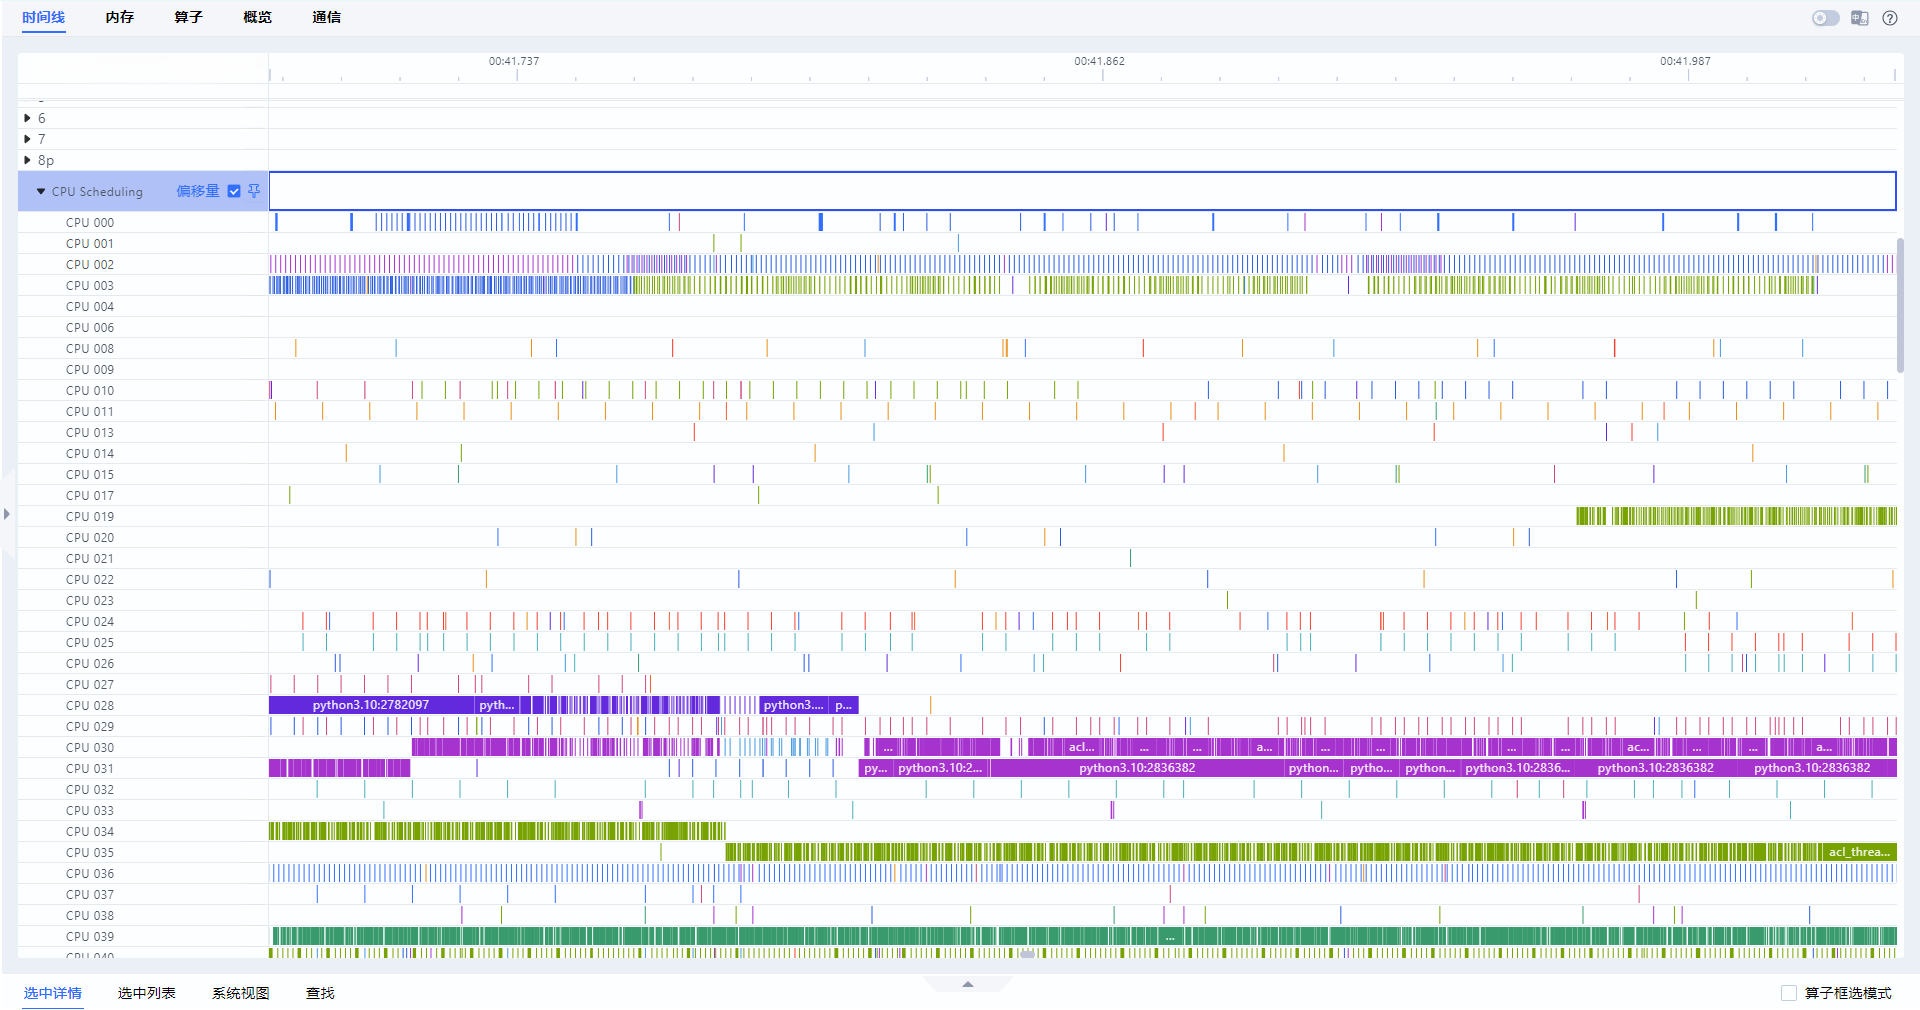 时间线 内存 算子 概览 通信
00:41.737 00:41.862 00:41.987
6
7
8p
CPU Scheduling 偏移量
CPU 000
CPU 001
CPU 002
CPU 003
CPU 004
CPU 006
CPU 008
CPU 009
CPU 010
CPU 011
CPU 013
CPU 014
CPU 015
CPU 017
CPU 019
CPU 020
CPU 021
CPU 022
CPU 023
CPU 024
CPU 025
CPU 026
CPU 027
CPU 028 python3.10:2782097 pyth... python3.... p...
CPU 029
CPU 030 ... acl... ... ... a... ... ... ... ... ac... ... ... a...
CPU 031 py... python3.10:2... python3.10:2836382 python... pytho... python... python3.10:2836... python3.10:2836382 python3.10:2836382
CPU 032
CPU 033
CPU 034
CPU 035 acl_threa...
CPU 036
CPU 037
CPU 038
CPU 039 ...
CPU 040
选中详情 选中列表 系统视图 查找 算子框选模式